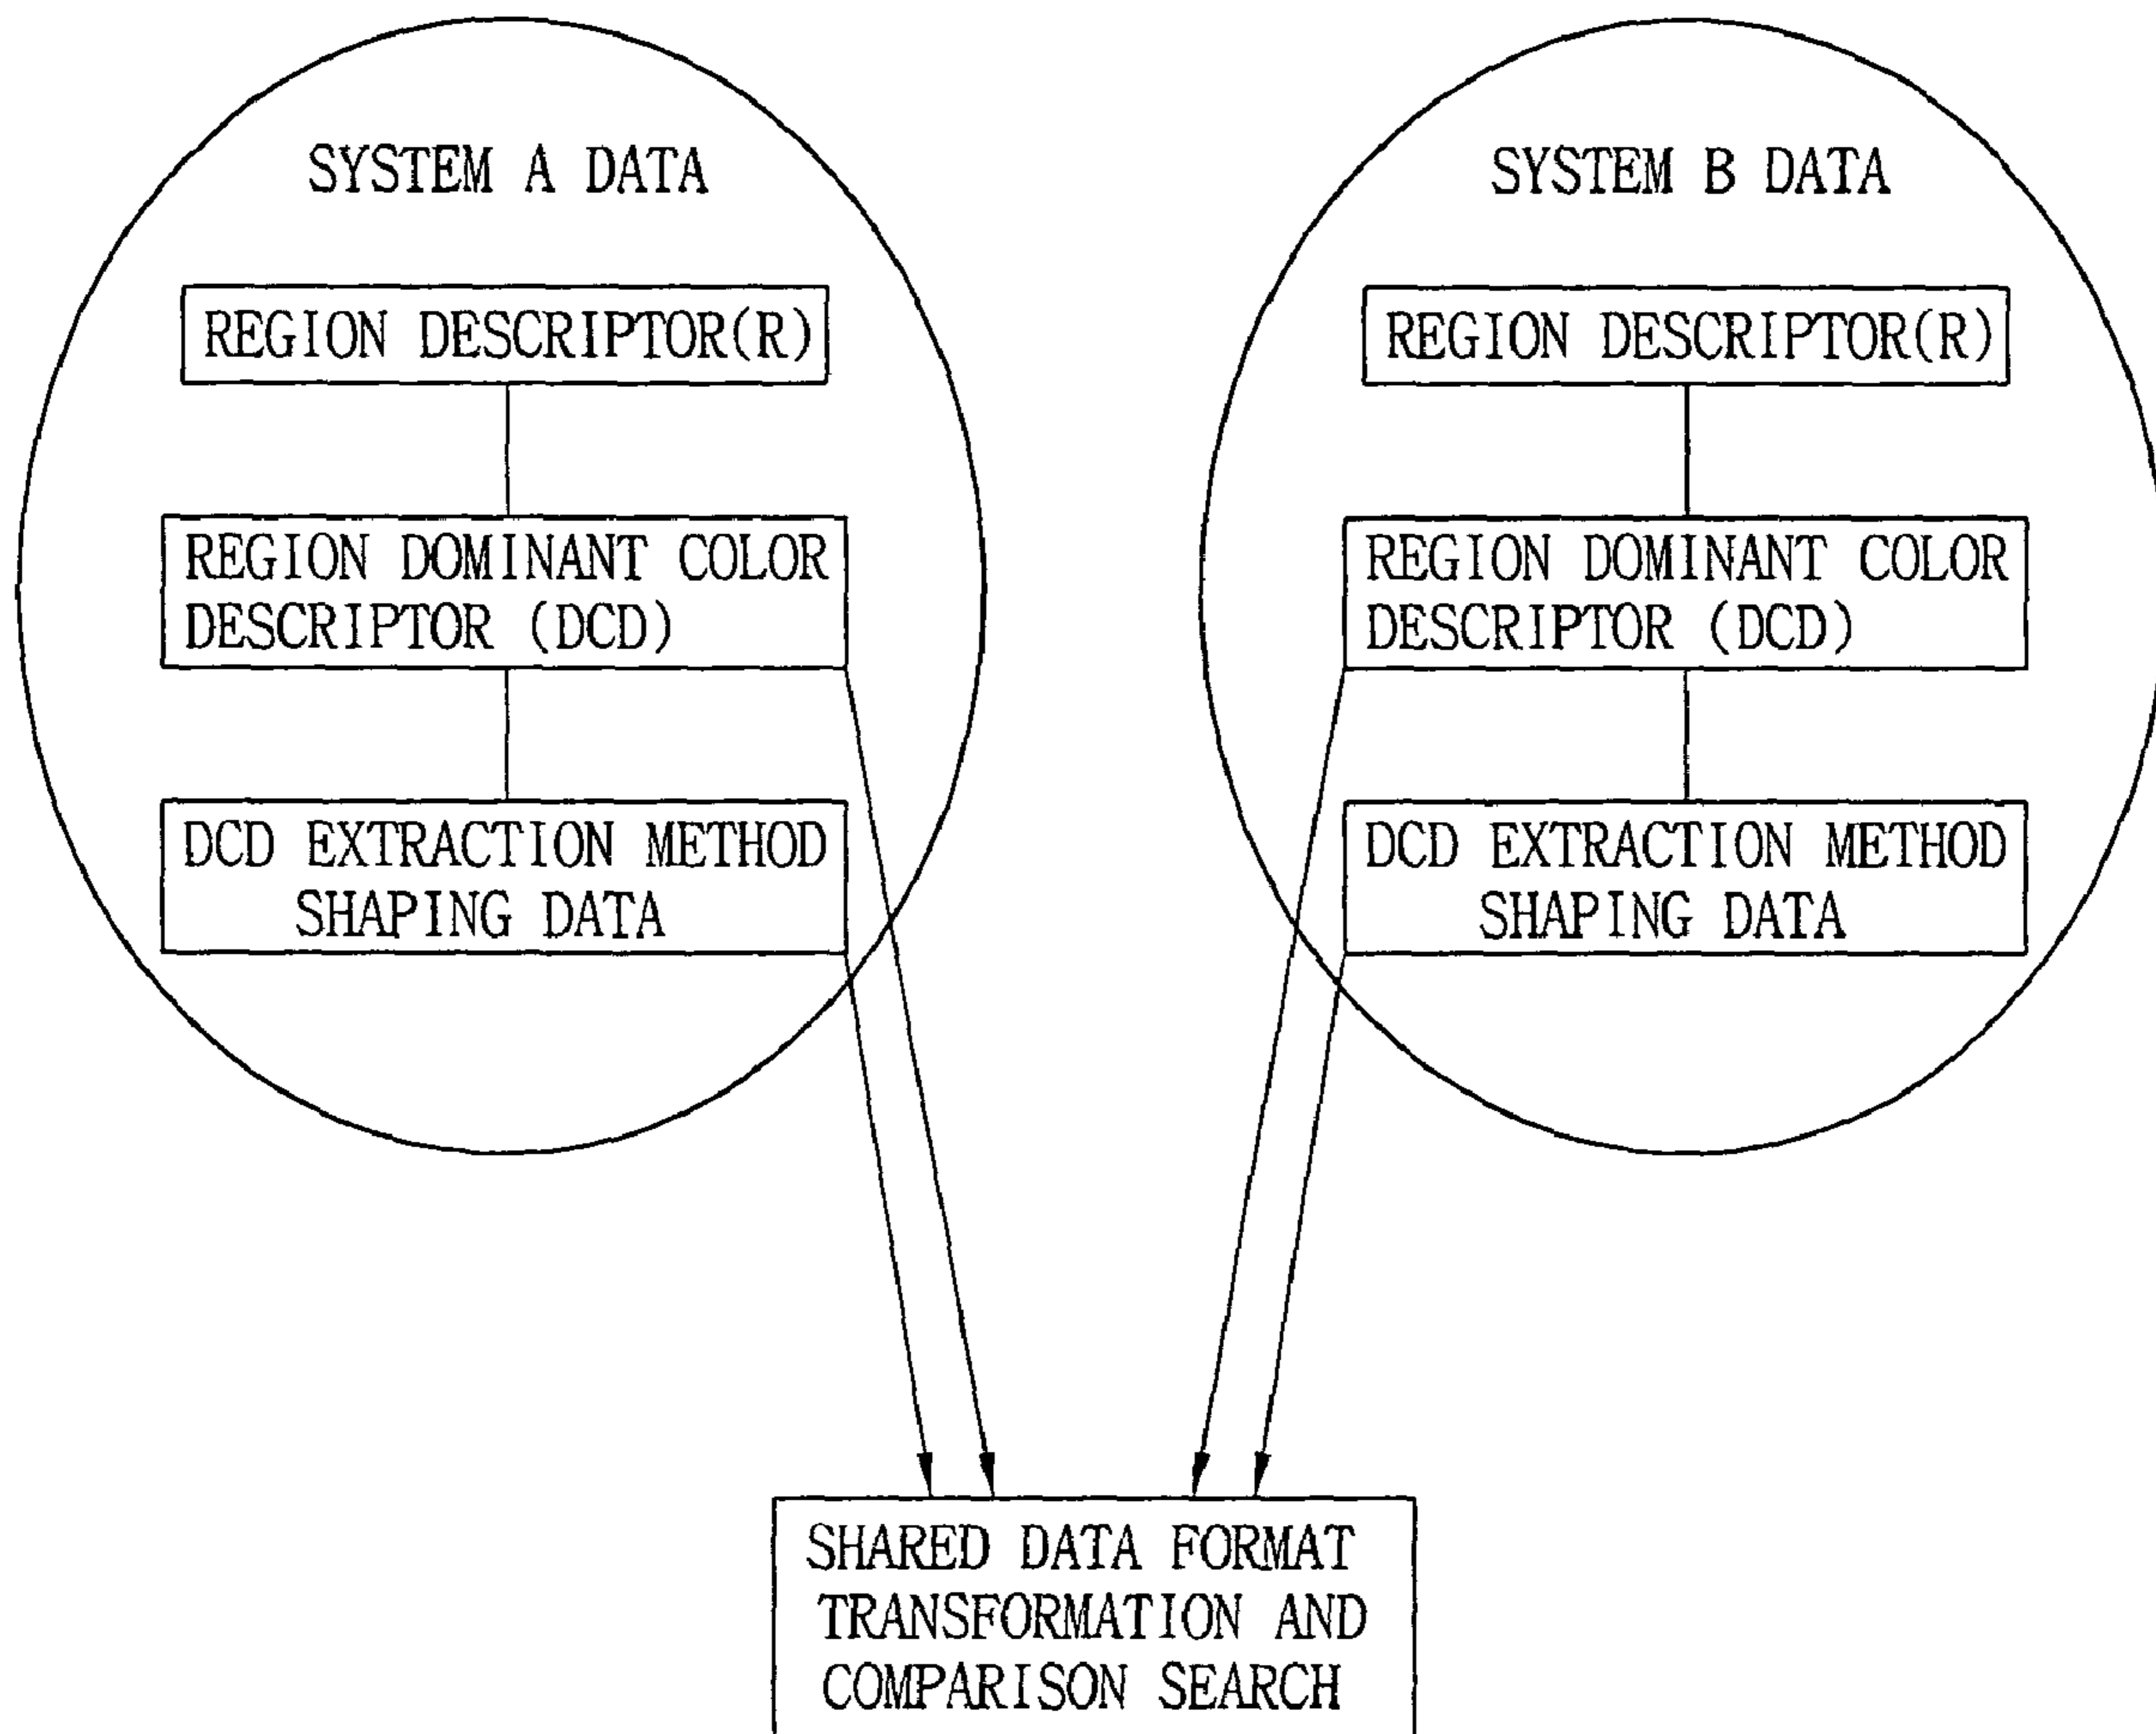 SYSTEM A DATA
REGION DESCRIPTOR(R)
REGION DOMINANT COLOR
DESCRIPTOR (DCD)
DCD EXTRACTION METHOD
SHAPING DATA
SYSTEM B DATA
REGION DESCRIPTOR(R)
REGION DOMINANT COLOR
DESCRIPTOR (DCD)
DCD EXTRACTION METHOD
SHAPING DATA
SHARED DATA FORMAT
TRANSFORMATION AND
COMPARISON SEARCH